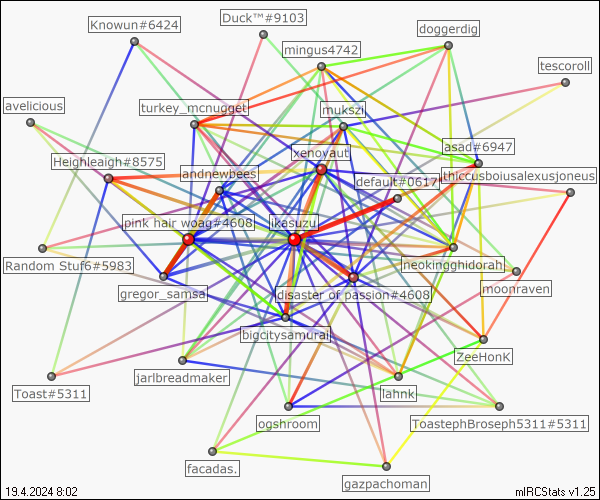 Duck™#9103
Knowun#6424
doggerdig
mingus4742
tescoroll
avelicious
turkey_mcnugget
mukszi
asad#6947
xenoyaut
Heighleaigh#8575
andnewbees
thiccusboiusalexusjoneus
default#0617
pink hair woag#4608
ikasuzu
Random Stuf6#5983
neokingghidorah
moonraven
gregor_samsa
disaster of passion#4608
bigcitysamurai
ZeeHonK
jarlbreadmaker
Toast#5311
lahnk
ogshroom
ToastephBroseph5311#5311
facadas.
gazpachoman
19.4.2024 8:02
mIRCStats v1.25